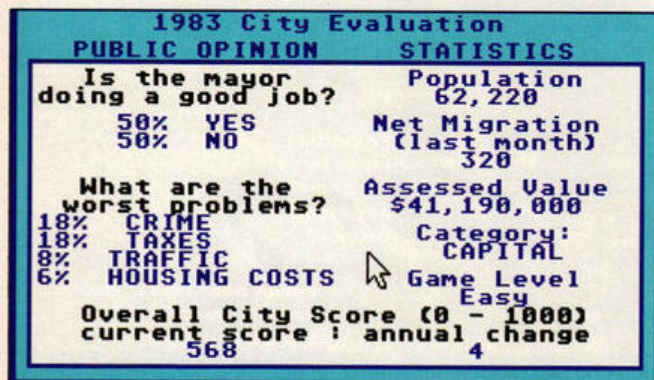 1983 City Evaluation
PUBLIC OPINION STATISTICS
Is the mayor
doing a good job?
50% YES
50% NO
What are the
worst problems?
18% CRIME
18% TAXES
8% TRAFFIC
6% HOUSING COSTS
Population
62,220
Net Migration
(last month)
320
Assessed Value
$41,190,000
Category:
CAPITAL
Game Level
Easy
Overall City Score (0 - 1000)
current score : annual change
568 4